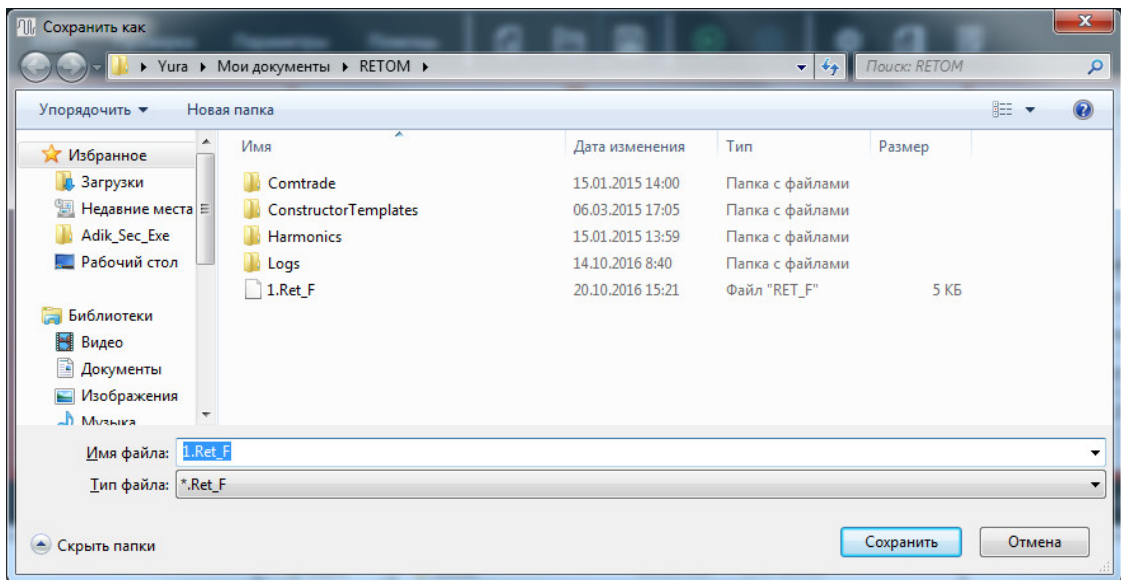 Сохранить как
Yura ▸ Мои документы ▸ RETOM ▸
Поиск: RETOM
Упорядочить
Новая папка
Избранное
Загрузки
Недавние места
Adik_Sec_Exe
Рабочий стол
Библиотеки
Видео
Документы
Изображения
Музыка
Имя Дата изменения Тип Размер
Comtrade 15.01.2015 14:00 Папка с файлами
ConstructorTemplates 06.03.2015 17:05 Папка с файлами
Harmonics 15.01.2015 13:59 Папка с файлами
Logs 14.10.2016 8:40 Папка с файлами
1.Ret_F 20.10.2016 15:21 Файл "RET_F" 5 КБ
Имя файла: 1.Ret_F
Тип файла: *.Ret_F
Скрыть папки
Сохранить
Отмена